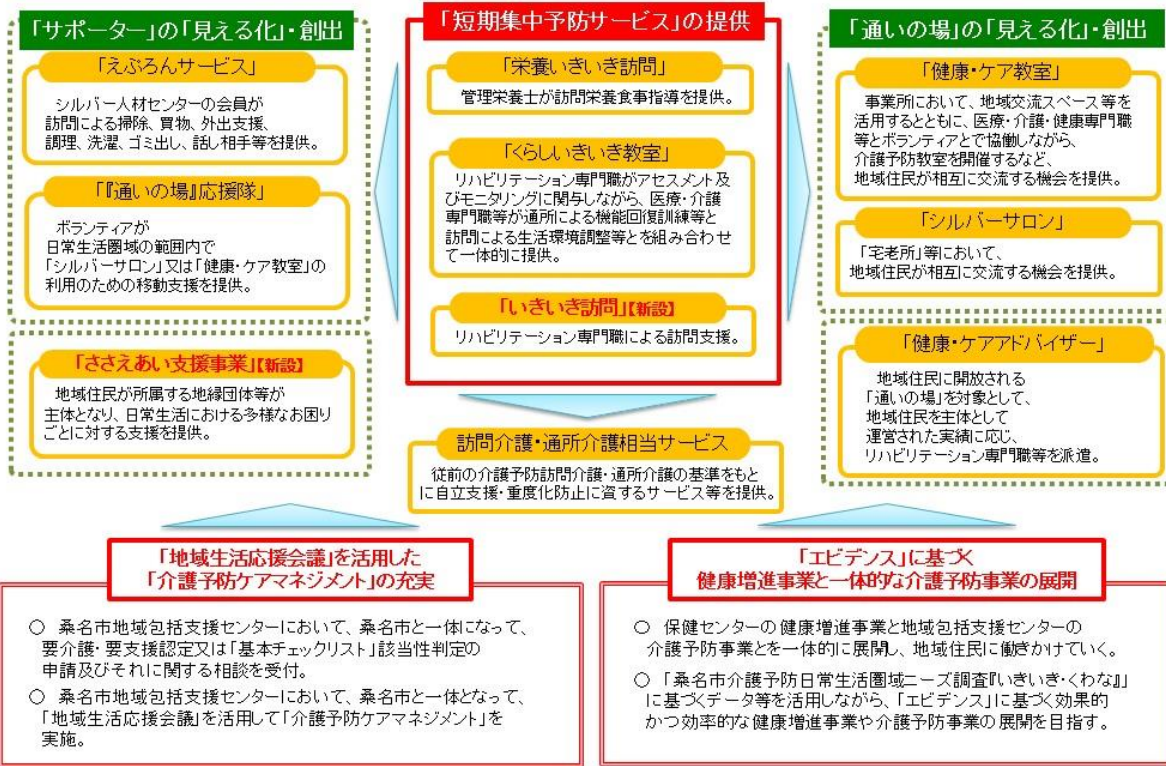 「サポーター」の「見える化」・創出
「えぷろんサービス」
シルバー人材センターの会員が
訪問による掃除、買物、外出支援、
調理、洗濯、ゴミ出し、話し相手等を提供。
「『通いの場』応援隊」
ボランティアが
日常生活圏域の範囲内で
「シルバーサロン」又は「健康・ケア教室」の
利用のための移動支援を提供。
「ささえあい支援事業」【新設】
地域住民が所属する地縁団体等が
主体となり、日常生活における多様なお困り
ごとに対する支援を提供。
「短期集中予防サービス」の提供
「栄養いきいき訪問」
管理栄養士が訪問栄養食事指導を提供。
「くらしいきいき教室」
リハビリテーション専門職がアセスメント及
びモニタリングに関与しながら、医療・介護
専門職等が通所による機能回復訓練等と
訪問による生活環境調整等とを組み合わせ
て一体的に提供。
「いきいき訪問」【新設】
リハビリテーション専門職による訪問支援。
訪問介護・通所介護相当サービス
従前の介護予防訪問介護・通所介護の基準をもと
に自立支援・重度化防止に資するサービス等を提供。
「通いの場」の「見える化」・創出
「健康・ケア教室」
事業所において、地域交流スペース等を
活用するとともに、医療・介護・健康専門職
等とボランティアとで協働しながら、
介護予防教室を開催するなど、
地域住民が相互に交流する機会を提供。
「シルバーサロン」
「宅老所」等において、
地域住民が相互に交流する機会を提供。
「健康・ケアアドバイザー」
地域住民に開放される
「通いの場」を対象として、
地域住民を主体として
運営された実績に応じ、
リハビリテーション専門職等を派遣。
「地域生活応援会議」を活用した
「介護予防ケアマネジメント」の充実
○ 桑名市地域包括支援センターにおいて、桑名市と一体になって、
要介護・要支援認定又は「基本チェックリスト」該当性判定の
申請及びそれに関する相談を受付。
○ 桑名市地域包括支援センターにおいて、桑名市と一体となって、
「地域生活応援会議」を活用して「介護予防ケアマネジメント」を
実施。
「エビデンス」に基づく
健康増進事業と一体的な介護予防事業の展開
○ 保健センターの健康増進事業と地域包括支援センターの
介護予防事業とを一体的に展開し、地域住民に働きかけていく。
○ 「桑名市介護予防日常生活圏域ニーズ調査『いきいき・くわな』」
に基づくデータ等を活用しながら、「エビデンス」に基づく効果的
かつ効率的な健康増進事業や介護予防事業の展開を目指す。